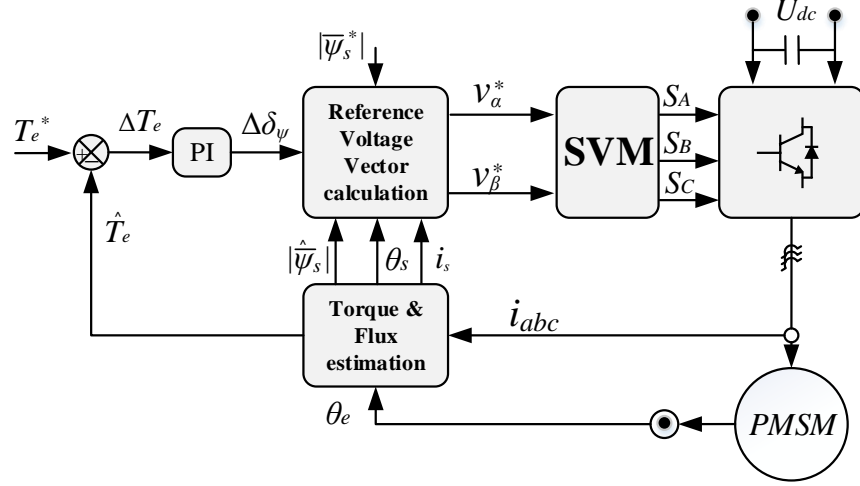 U_dc
|ψ̅_s*|
T_e*
+
−
ΔT_e
PI
Δδ_ψ
Reference
Voltage
Vector
calculation
v_α^*
v_β^*
SVM
S_A
S_B
S_C
T̂_e
|ψ̅̂_s|
θ_s
i_s
Torque &
Flux
estimation
i_abc
θ_e
PMSM